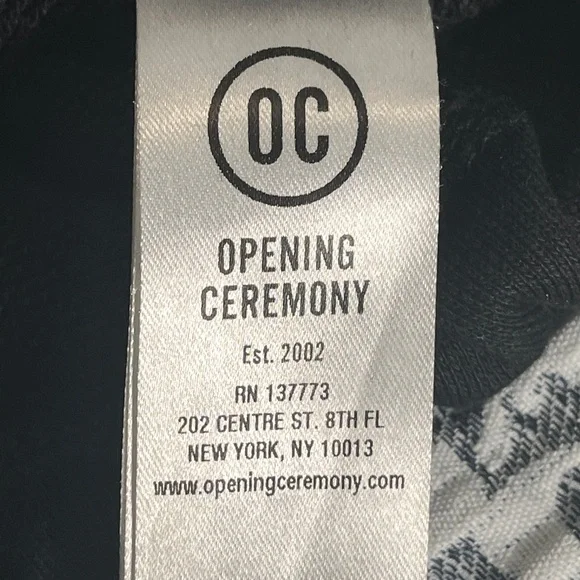 OC
OPENING
CEREMONY
Est. 2002
RN 137773
202 CENTRE ST. 8TH FL
NEW YORK, NY 10013
www.openingceremony.com